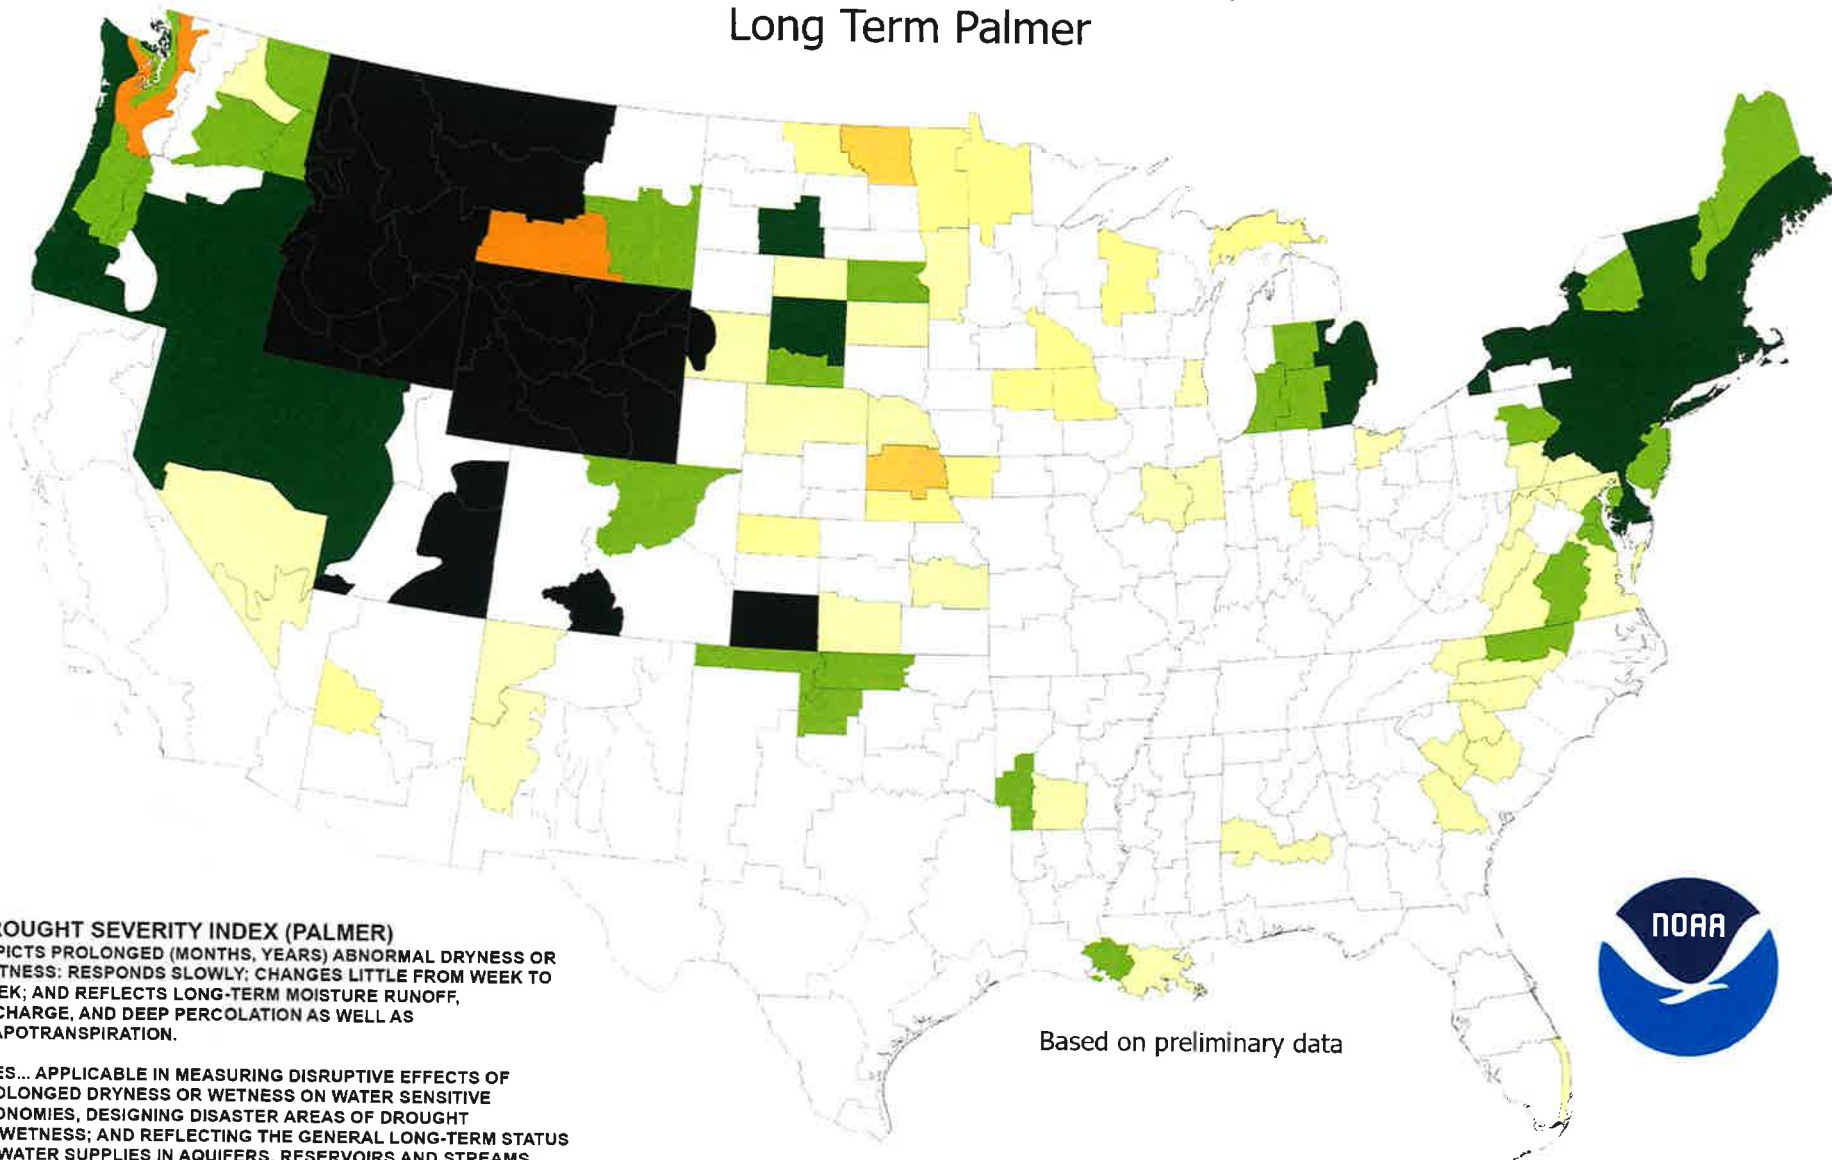 Long Term Palmer
ROUGHT SEVERITY INDEX (PALMER)
PICTS PROLONGED (MONTHS, YEARS) ABNORMAL DRYNESS OR
TNESS: RESPONDS SLOWLY: CHANGES LITTLE FROM WEEK TO
EK; AND REFLECTS LONG-TERM MOISTURE RUNOFF,
CHARGE, AND DEEP PERCOLATION AS WELL AS
APOTRANSPIRATION.
ES... APPLICABLE IN MEASURING DISRUPTIVE EFFECTS OF
OLONGED DRYNESS OR WETNESS ON WATER SENSITIVE
ONOMIES, DESIGNING DISASTER AREAS OF DROUGHT
WETNESS; AND REFLECTING THE GENERAL LONG-TERM STATUS
WATER SUPPLIES IN AQUIFERS, RESERVOIRS AND STREAMS
Based on preliminary data
NOAA